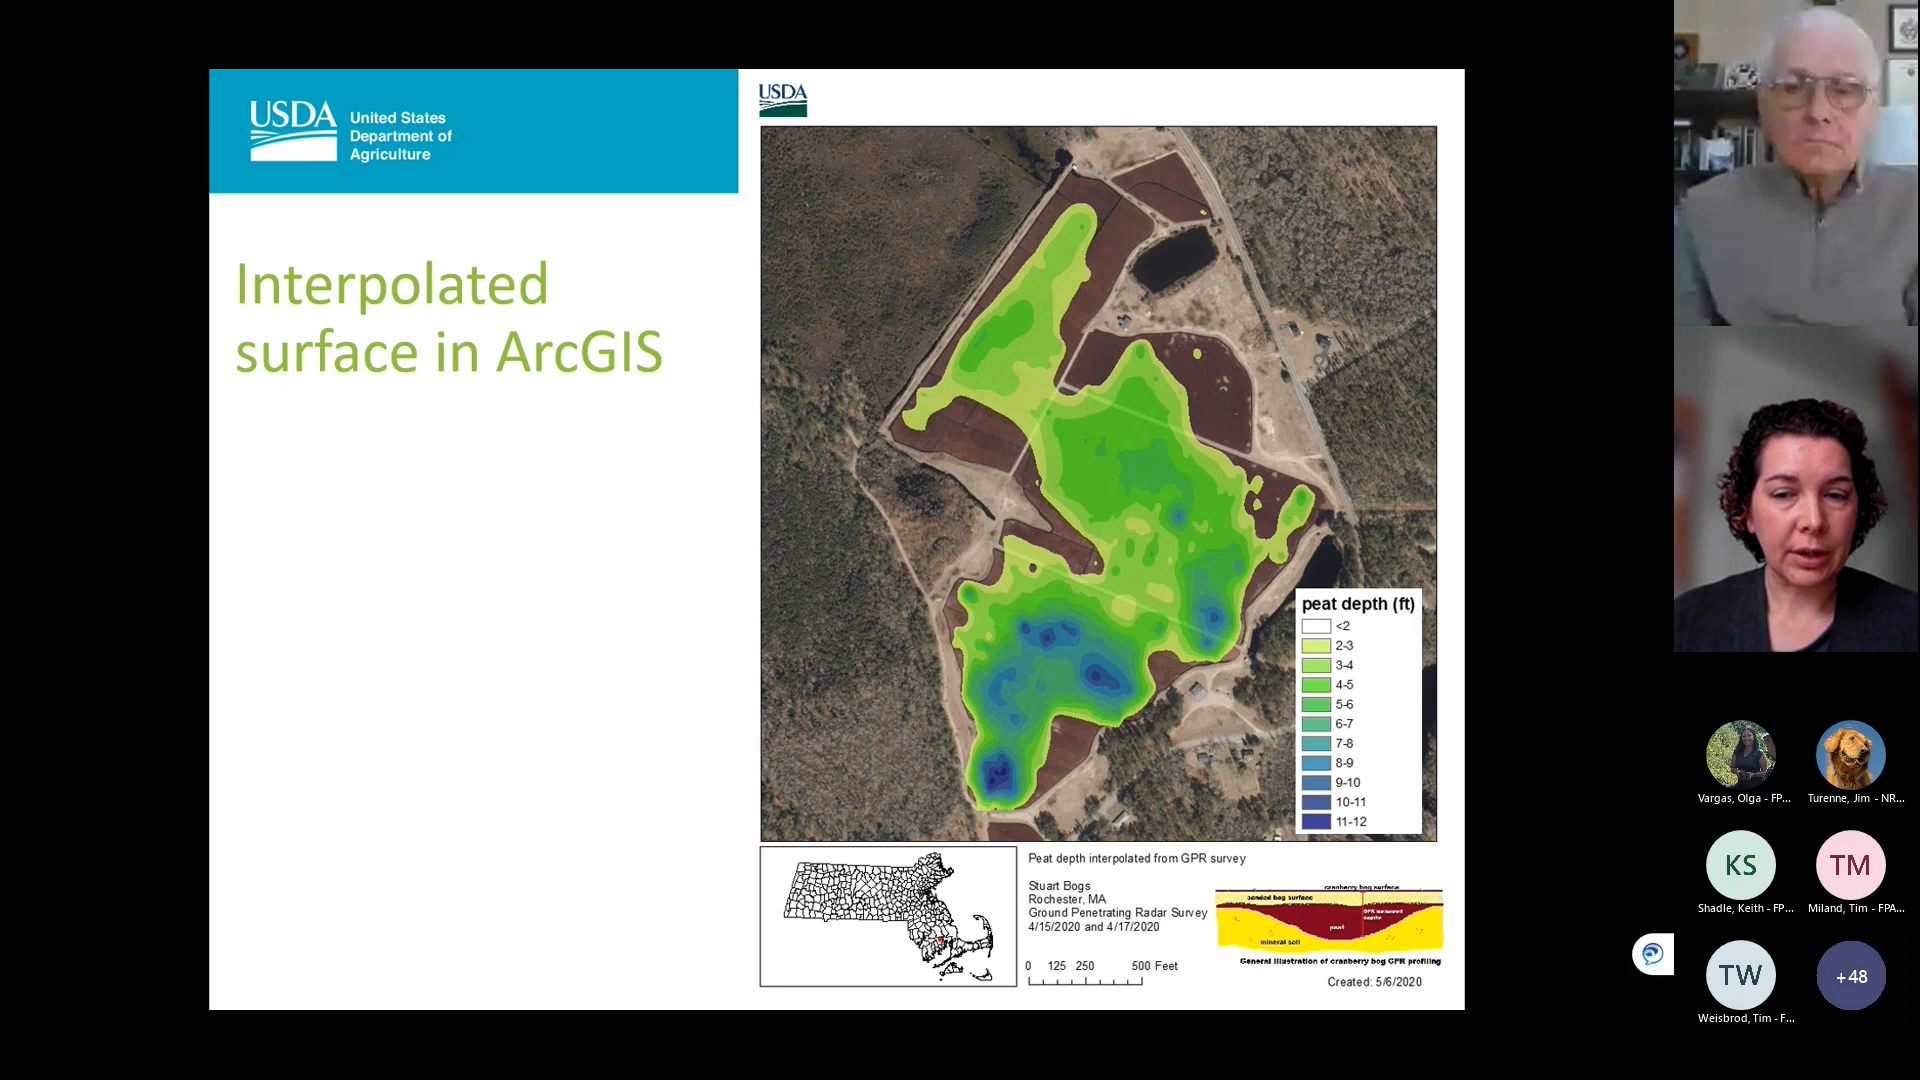 USDA
United States
Department of
Agriculture
Interpolated
surface in ArcGIS
USDA
peat depth (ft)
<2
2-3
3-4
4-5
5-6
6-7
7-8
8-9
9-10
10-11
11-12
Peat depth interpolated from GPR survey
Stuart Bogs
Rochester, MA
Ground Penetrating Radar Survey
4/15/2020 and 4/17/2020
0 125 250 500 Feet
cranberry bog surface
sanded bog surface
GPR measured
depths
peat
mineral soil
General illustration of cranberry bog GPR profiling
Created: 5/6/2020
Vargas, Olga - FP...
Turenne, Jim - NR...
KS
TM
Shadle, Keith - FP...
Miland, Tim - FPA...
TW
+48
Weisbrod, Tim - F...